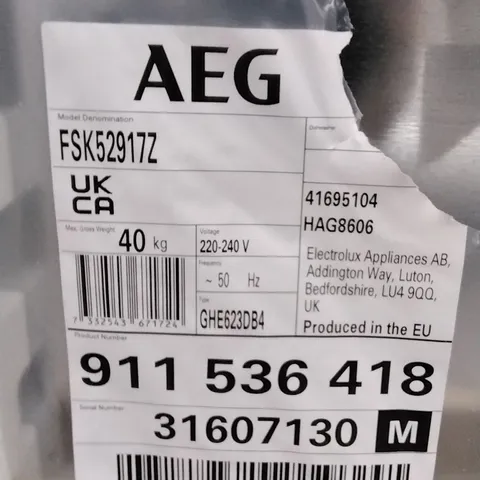 AEG
Model Denomination
FSK52917Z
Dishwasher
UK
CA
41695104
HAG8606
Max. Gross Weight
40 kg
Voltage
220-240 V
Frequency
~ 50 Hz
Type
GHE623DB4
Electrolux Appliances AB,
Addington Way, Luton,
Bedfordshire, LU4 9QQ,
UK
Produced in the EU
7 332543 671724
Product Number
911 536 418
Serial Number
31607130 M